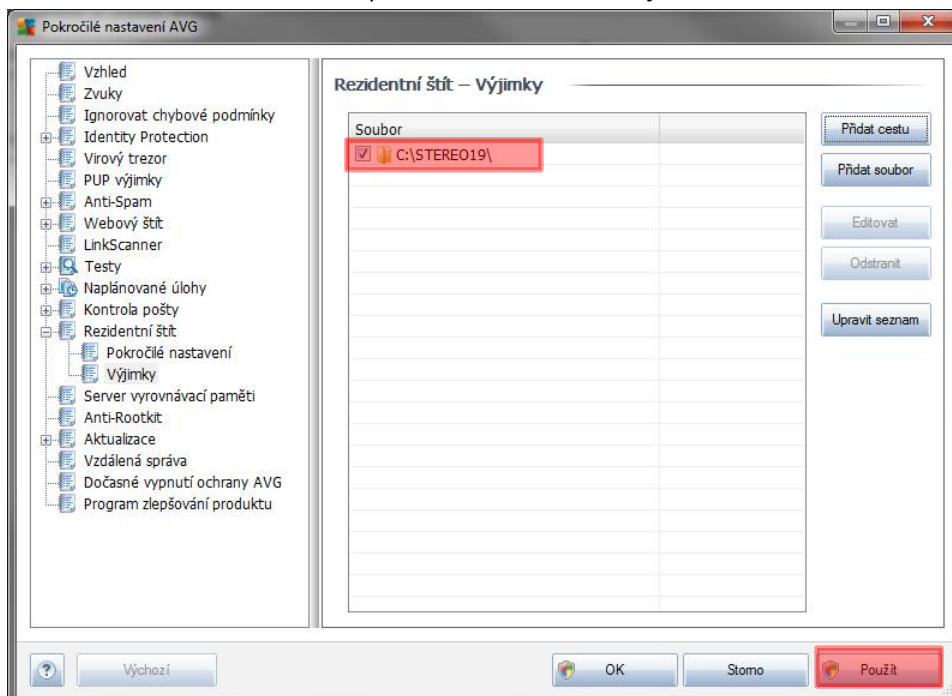 Pokročilé nastavení AVG
Vzhled
Zvuky
Ignorovat chybové podmínky
Identity Protection
Virový trezor
PUP výjimky
Anti-Spam
Webový štít
LinkScanner
Testy
Naplánované úlohy
Kontrola pošty
Rezidentní štít
Pokročilé nastavení
Výjimky
Server vyrovnávací paměti
Anti-Rootkit
Aktualizace
Vzdálená správa
Dočasné vypnutí ochrany AVG
Program zlepšování produktu
Rezidentní štít – Výjimky
Soubor
C:\STEREO19\
Přidat cestu
Přidat soubor
Editovat
Odstranit
Upravit seznam
?
Výchozí
OK
Storno
Použít